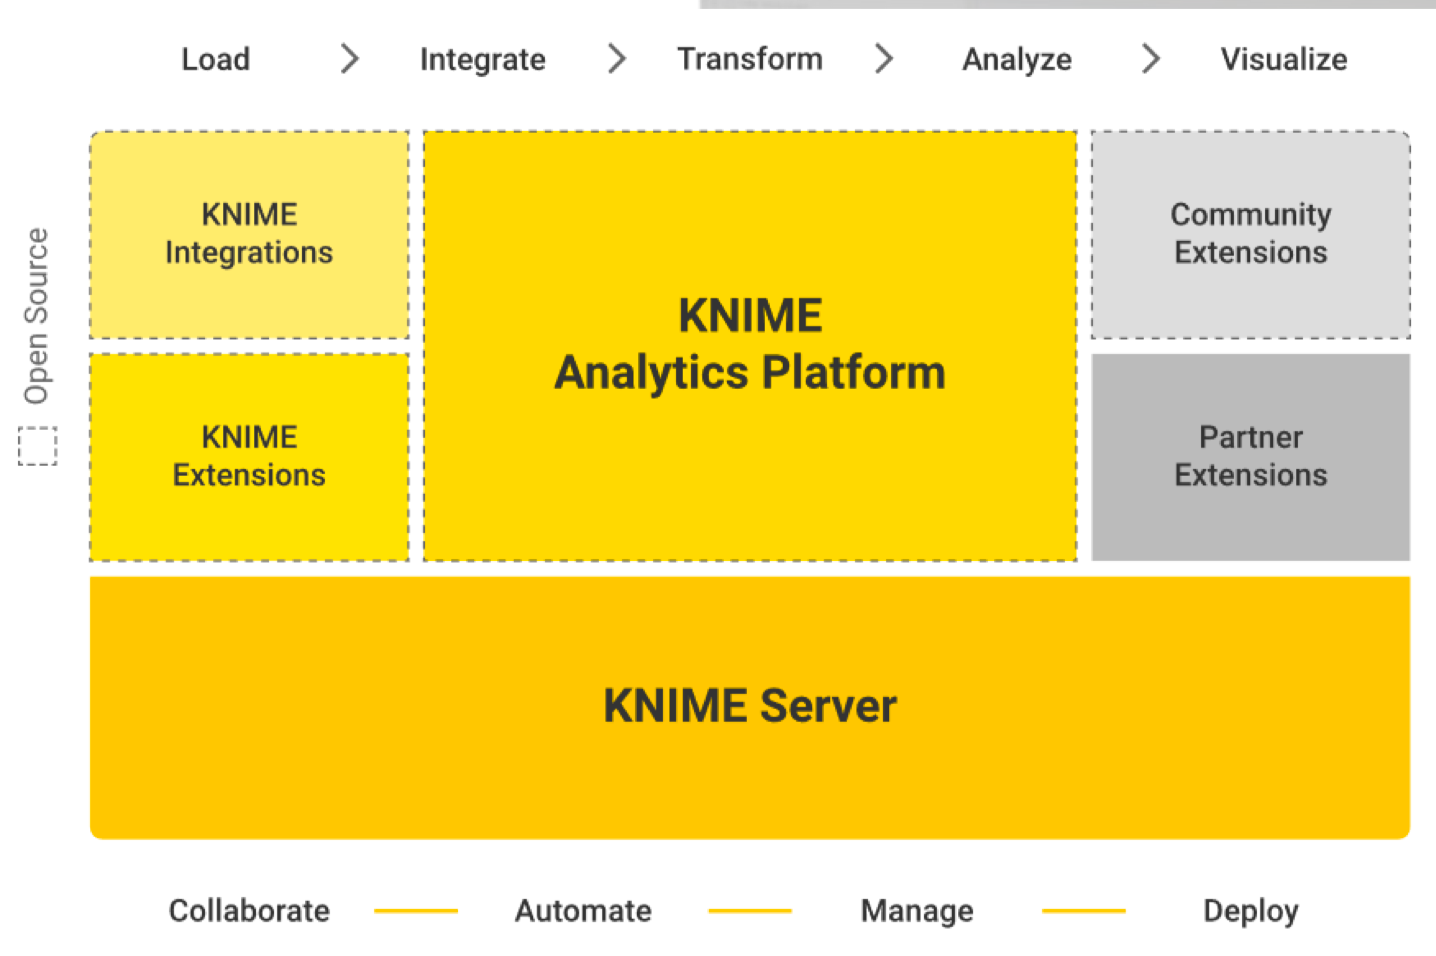 Load > Integrate > Transform > Analyze > Visualize
Open Source
KNIME
Integrations
KNIME
Extensions
KNIME
Analytics Platform
Community
Extensions
Partner
Extensions
KNIME Server
Collaborate
Automate
Manage
Deploy